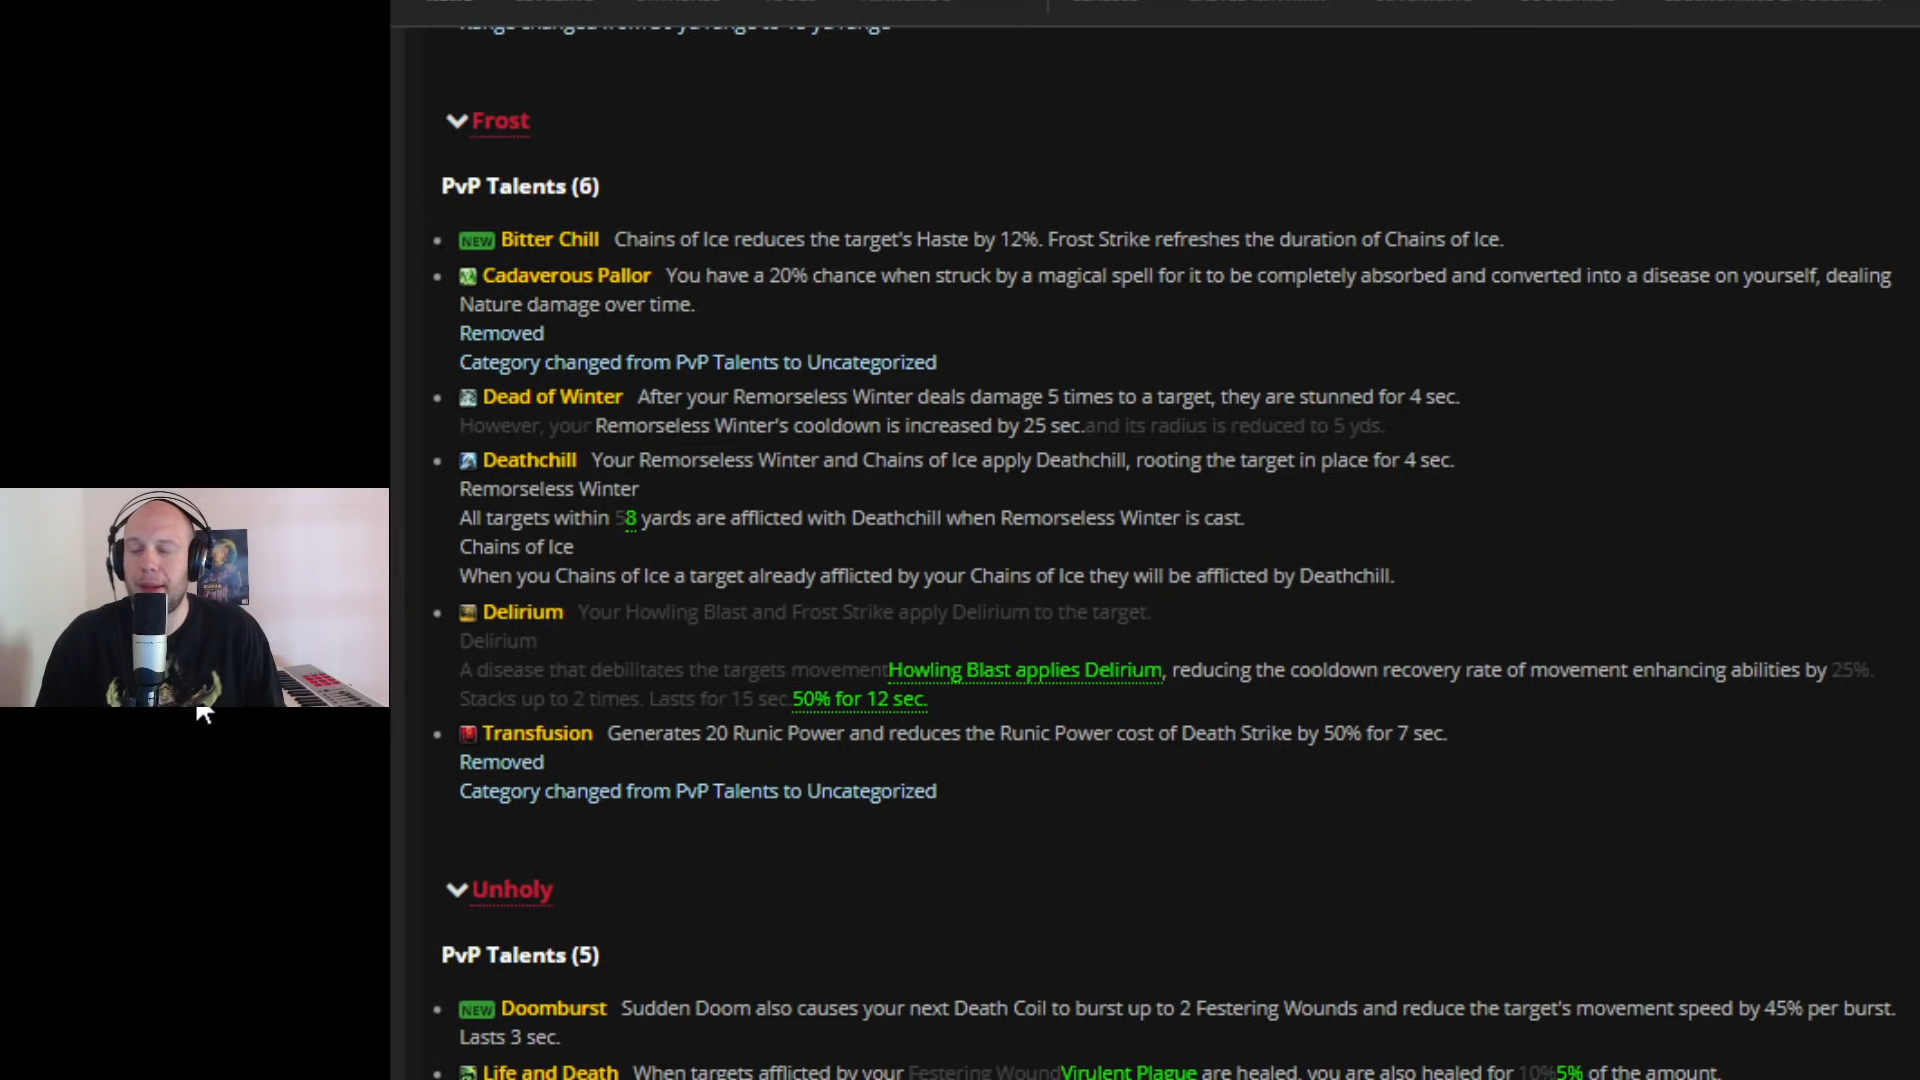 Range changed from 30 yd range to
Frost
PvP Talents (6)
NEW Bitter Chill Chains of Ice reduces the target's Haste by 12%. Frost Strike refreshes the duration of Chains of Ice.
Cadaverous Pallor You have a 20% chance when struck by a magical spell for it to be completely absorbed and converted into a disease on yourself, dealing
Nature damage over time.
Removed
Category changed from PvP Talents to Uncategorized
Dead of Winter After your Remorseless Winter deals damage 5 times to a target, they are stunned for 4 sec.
However, your Remorseless Winter's cooldown is increased by 25 sec.and its radius is reduced to 5 yds.
Deathchill Your Remorseless Winter and Chains of Ice apply Deathchill, rooting the target in place for 4 sec.
Remorseless Winter
All targets within 58 yards are afflicted with Deathchill when Remorseless Winter is cast.
Chains of Ice
When you Chains of Ice a target already afflicted by your Chains of Ice they will be afflicted by Deathchill.
Delirium Your Howling Blast and Frost Strike apply Delirium to the target.
Delirium
A disease that debilitates the targets movementHowling Blast applies Delirium, reducing the cooldown recovery rate of movement enhancing abilities by 25%.
Stacks up to 2 times. Lasts for 15 sec.50% for 12 sec.
Transfusion Generates 20 Runic Power and reduces the Runic Power cost of Death Strike by 50% for 7 sec.
Removed
Category changed from PvP Talents to Uncategorized
Unholy
PvP Talents (5)
NEW Doomburst Sudden Doom also causes your next Death Coil to burst up to 2 Festering Wounds and reduce the target's movement speed by 45% per burst.
Lasts 3 sec.
Life and Death When targets afflicted by your Festering WoundVirulent Plague are healed, you are also healed for 10%5% of the amount.